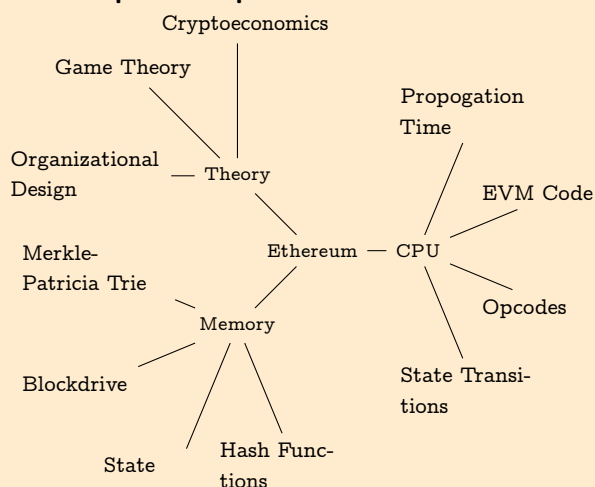 Cryptoeconomics
Game Theory
Propogation
Time
Organizational
Design
Theory
EVM Code
Merkle-
Patricia Trie
Ethereum
CPU
Opcodes
Memory
Blockdrive
State Transi-
tions
State
Hash Func-
tions